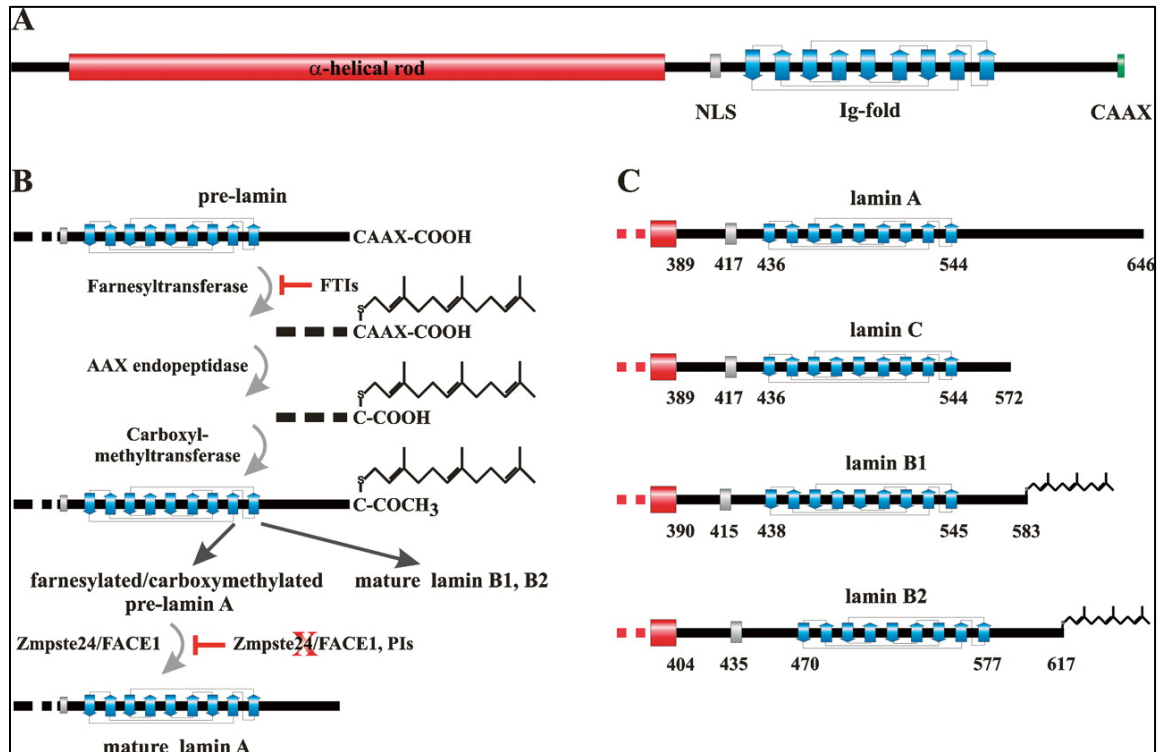 A
α-helical rod
NLS
Ig-fold
CAAX
B
pre-lamin
CAAX-COOH
Farnesyltransferase
FTIs
S
CAAX-COOH
AAX endopeptidase
S
C-COOH
Carboxyl-
methyltransferase
S
C-COCH3
farnesylated/carboxymethylated
pre-lamin A
mature lamin B1, B2
Zmpste24/FACE1
Zmpste24/FACE1, PIs
X
mature lamin A
C
lamin A
389 417 436 544 646
lamin C
389 417 436 544 572
lamin B1
390 415 438 545 583
lamin B2
404 435 470 577 617